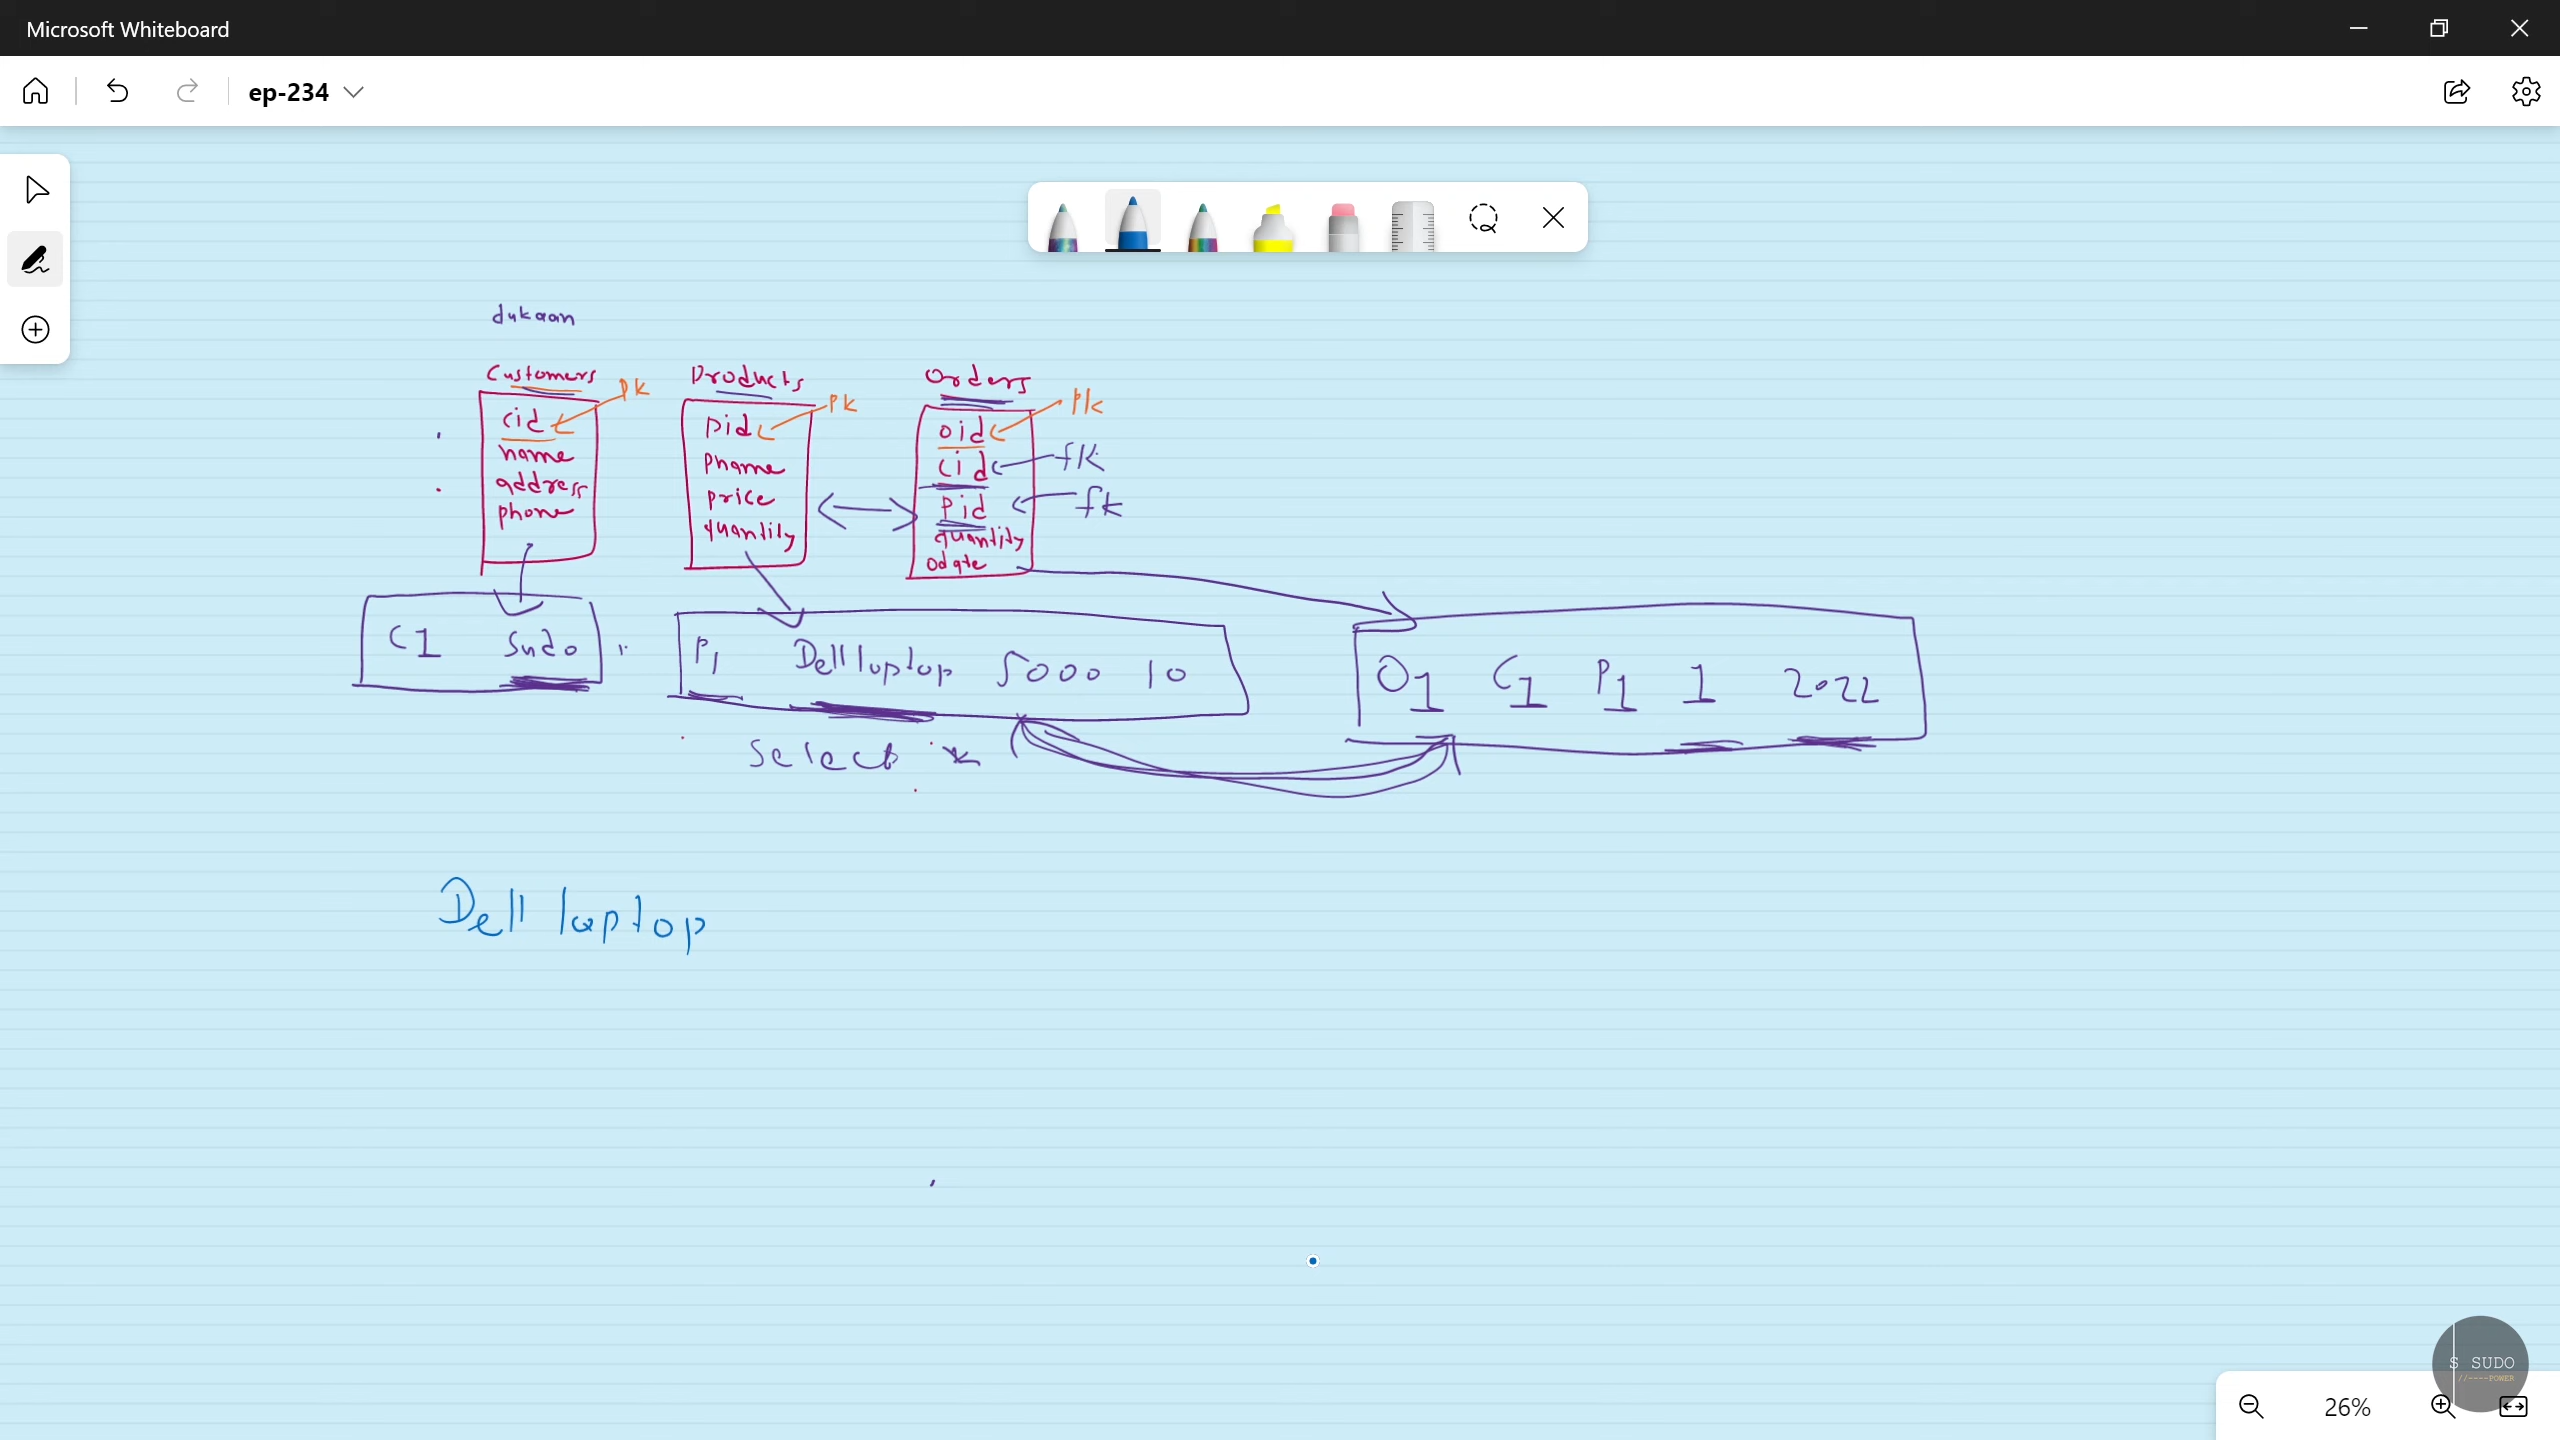 Microsoft Whiteboard
ep-234
dukaan
Customers
pk
cid
name
address
phone
Products
pk
pid
pname
price
quantity
Orders
pk
oid
cid
fk
pid
fk
quantity
odate
C1 Sudo
P1 Dell laptop 5000 10
O1 C1 P1 1 2022
Select *
Dell laptop
S SUDO
//----POWER
26%